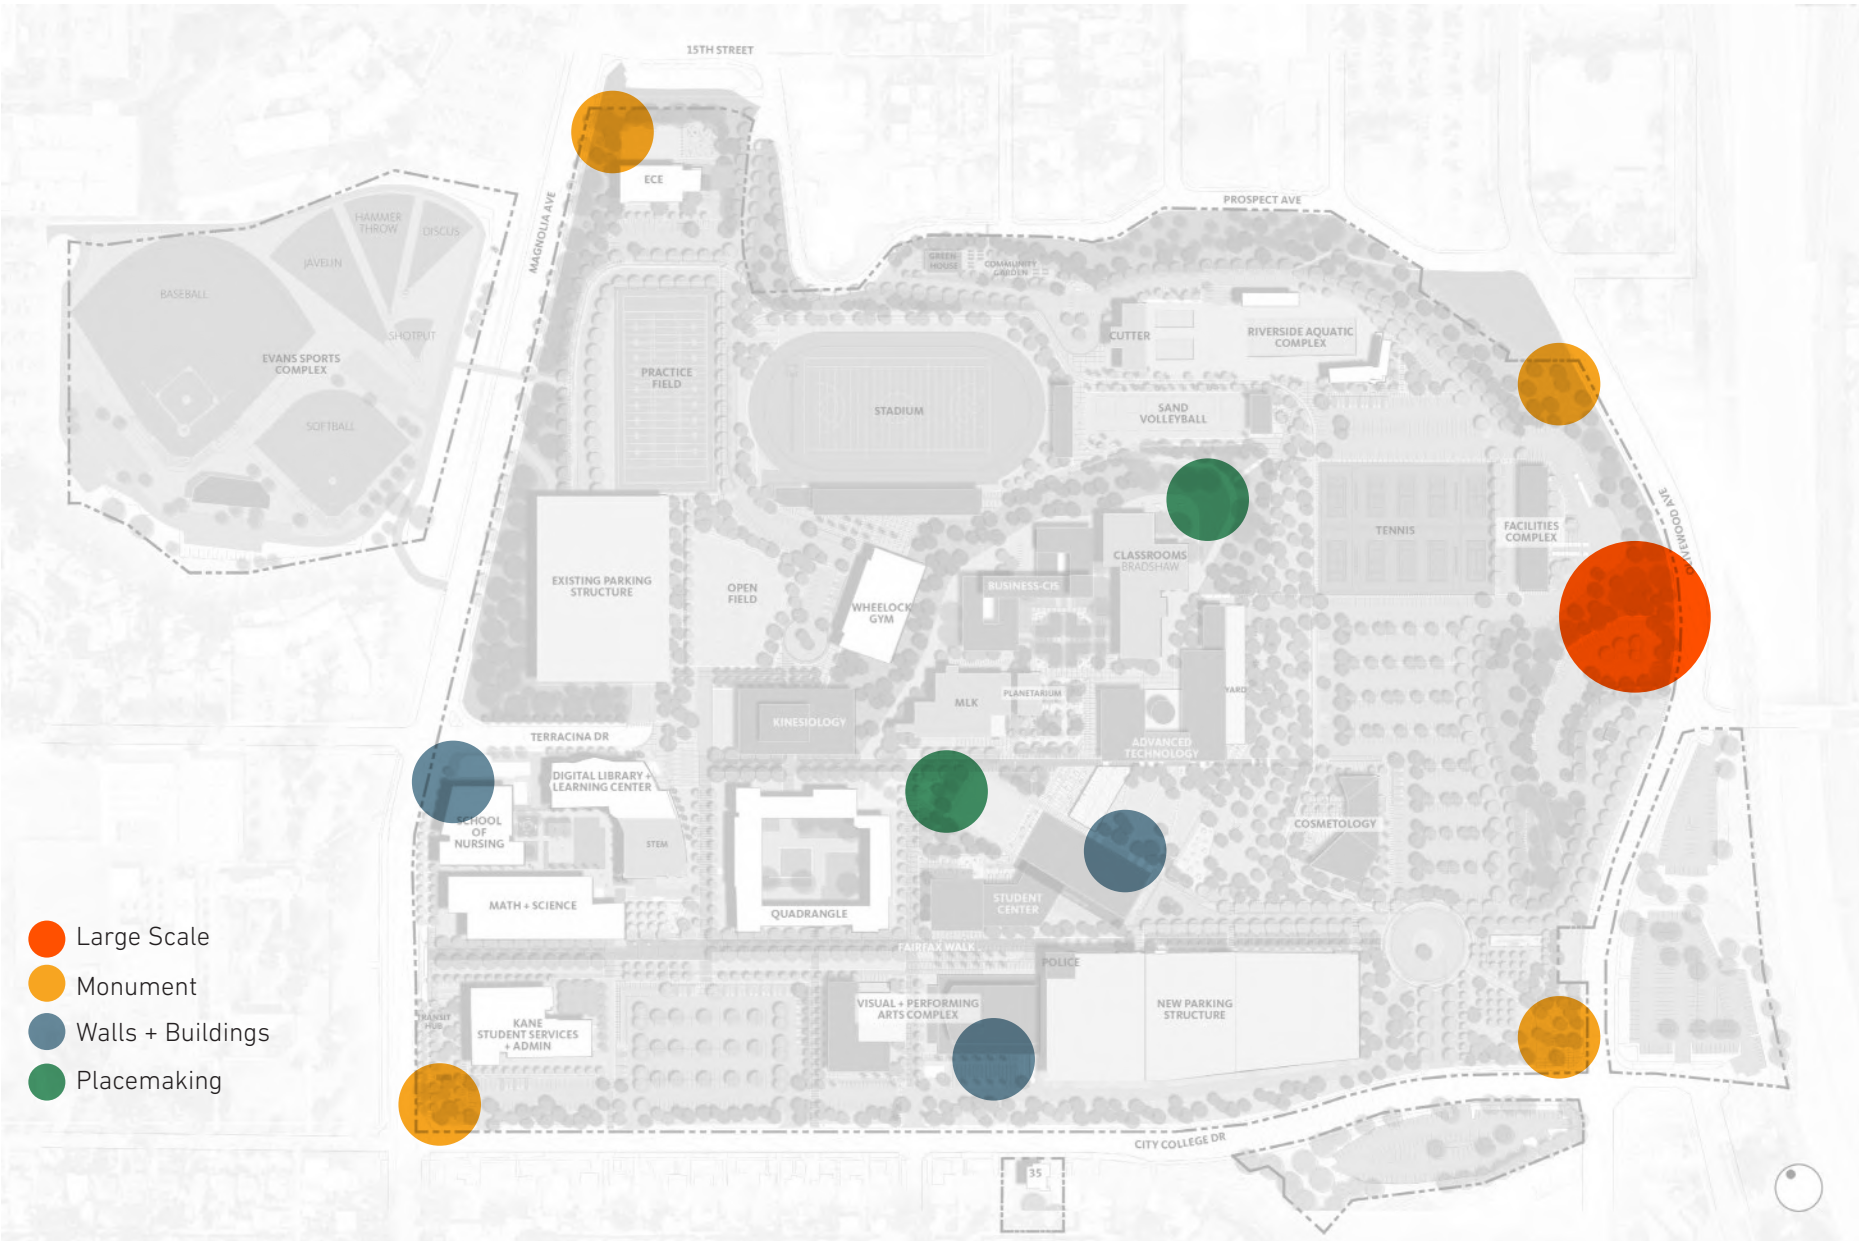 15TH STREET
ECE
MAGNOLIA AVE
PROSPECT AVE
HAMMER
THROW
DISCUS
JAVELIN
BASEBALL
SHOTPUT
EVANS SPORTS
COMPLEX
SOFTBALL
GREEN
HOUSE
COMMUNITY
GARDEN
CUTTER
RIVERSIDE AQUATIC
COMPLEX
PRACTICE
FIELD
STADIUM
SAND
VOLLEYBALL
TENNIS
FACILITIES
COMPLEX
OLIVEWOOD AVE
EXISTING PARKING
STRUCTURE
OPEN
FIELD
WHEELOCK
GYM
BUSINESS-CIS
CLASSROOMS
BRADSHAW
KINESIOLOGY
MLK
PLANETARIUM
YARD
ADVANCED
TECHNOLOGY
TERRACINA DR
DIGITAL LIBRARY +
LEARNING CENTER
SCHOOL
OF
NURSING
STEM
COSMETOLOGY
MATH + SCIENCE
QUADRANGLE
STUDENT
CENTER
FAIRFAX WALK
POLICE
VISUAL + PERFORMING
ARTS COMPLEX
NEW PARKING
STRUCTURE
TRANSIT
HUB
KANE
STUDENT SERVICES
+ ADMIN
CITY COLLEGE DR
35
Large Scale
Monument
Walls + Buildings
Placemaking